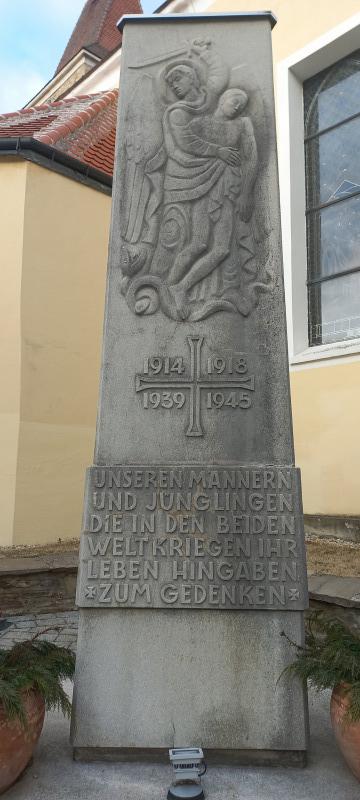 1914 1918
1939 1945
UNSEREN MÄNNERN
UND JÜNGLINGEN
DIE IN DEN BEIDEN
WELTKRIEGEN IHR
LEBEN HINGABEN
ZUM GEDENKEN